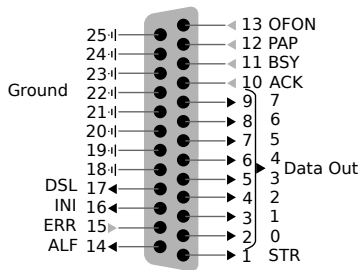 13 OFON
25
12 PAP
24
11 BSY
23
10 ACK
Ground
22
9 7
21
8 6
20
7 5
19
6 4
Data Out
18
5 3
DSL 17
4 2
INI 16
3 1
ERR 15
2 0
ALF 14
1 STR